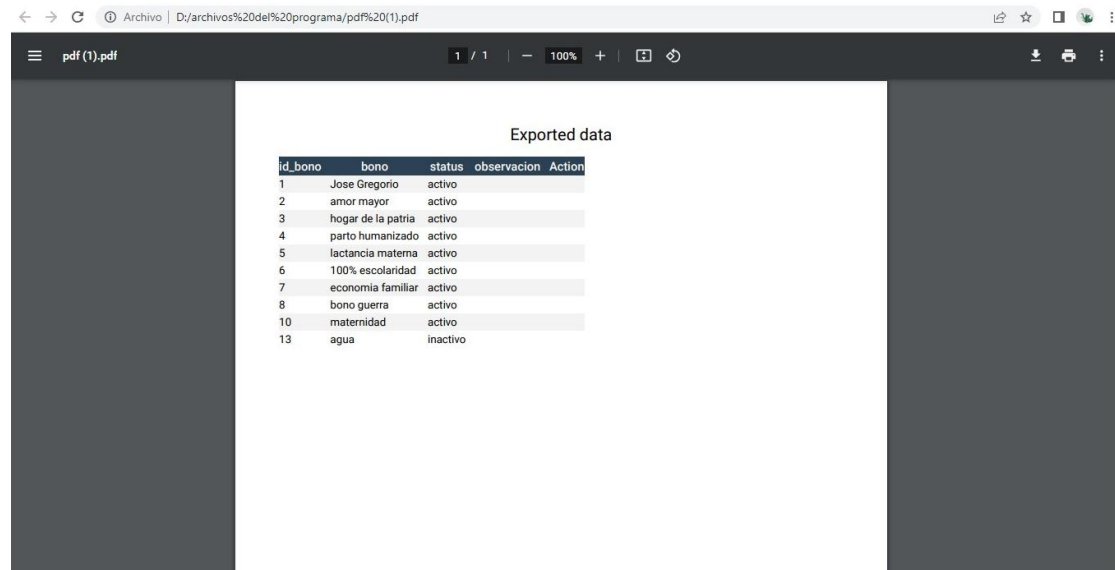 Archivo | D:/archivos%20del%20programa/pdf%20(1).pdf
pdf (1).pdf
1 / 1
100%
Exported data
id_bono bono status observacion Action
1 Jose Gregorio activo
2 amor mayor activo
3 hogar de la patria activo
4 parto humanizado activo
5 lactancia materna activo
6 100% escolaridad activo
7 economia familiar activo
8 bono guerra activo
10 maternidad activo
13 agua inactivo